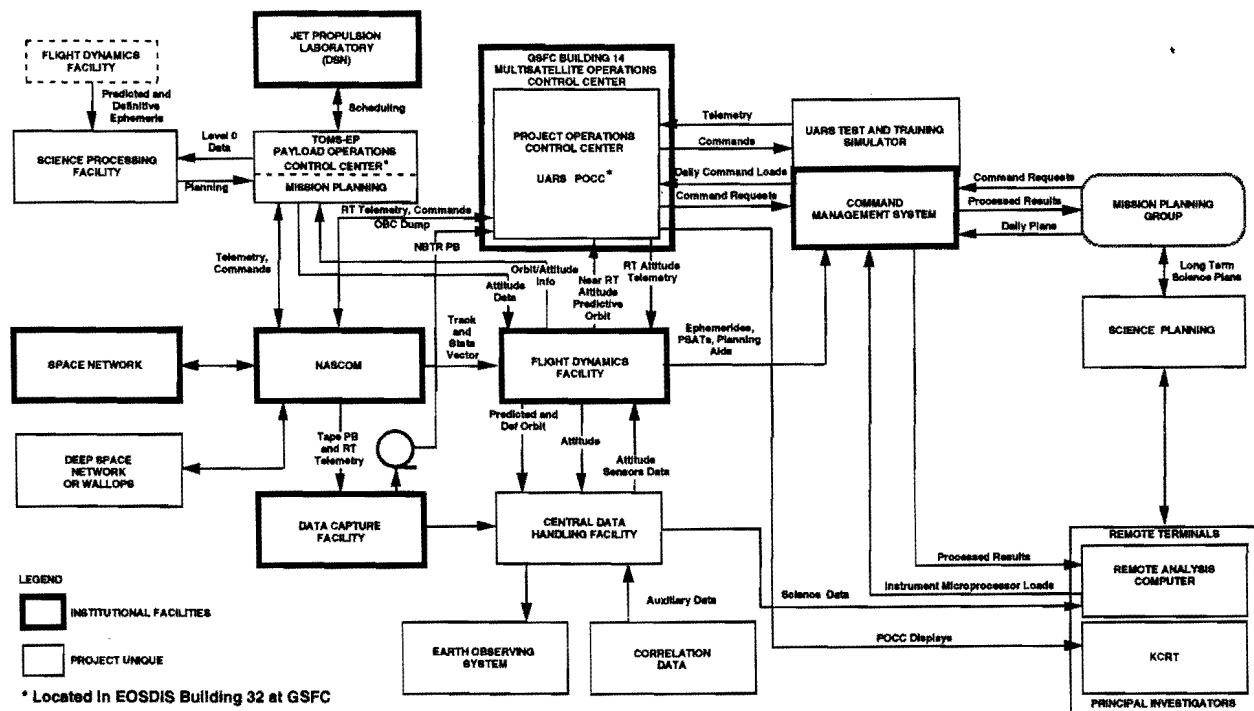 JET PROPULSION
LABORATORY
(DSN)
FLIGHT DYNAMICS
FACILITY
Predicted and
Definitive
Ephemeris
Scheduling
SCIENCE PROCESSING
FACILITY
Level 0
Data
Planning
TOMS-EP
PAYLOAD OPERATIONS
CONTROL CENTER*
MISSION PLANNING
GSFC BUILDING 14
MULTISATELLITE OPERATIONS
CONTROL CENTER
PROJECT OPERATIONS
CONTROL CENTER
UARS POCC*
Telemetry
Commands
UARS TEST AND TRAINING
SIMULATOR
Daily Command Loads
Command Requests
COMMAND
MANAGEMENT SYSTEM
Command Requests
Processed Results
Daily Plans
MISSION PLANNING
GROUP
Long Term
Science Plans
SCIENCE PLANNING
RT Telemetry, Commands
OBC Dump
NBTR PB
Telemetry,
Commands
Orbit/Attitude
Info
Attitude
Data
Near RT
Attitude
Predictive
Orbit
RT Attitude
Telemetry
Track
and
State
Vector
Ephemerides,
PSATs, Planning
Aids
SPACE NETWORK
NASCOM
FLIGHT DYNAMICS
FACILITY
Predicted and
Def Orbit
Attitude
Attitude
Sensors Data
Tape PB
and RT
Telemetry
DEEP SPACE
NETWORK
OR WALLOPS
DATA CAPTURE
FACILITY
CENTRAL DATA
HANDLING FACILITY
REMOTE TERMINALS
Processed Results
Instrument Microprocessor Loads
Science Data
REMOTE ANALYSIS
COMPUTER
POCC Displays
KCRT
PRINCIPAL INVESTIGATORS
Auxiliary Data
EARTH OBSERVING
SYSTEM
CORRELATION
DATA
LEGEND
INSTITUTIONAL FACILITIES
PROJECT UNIQUE
* Located in EOSDIS Building 32 at GSFC